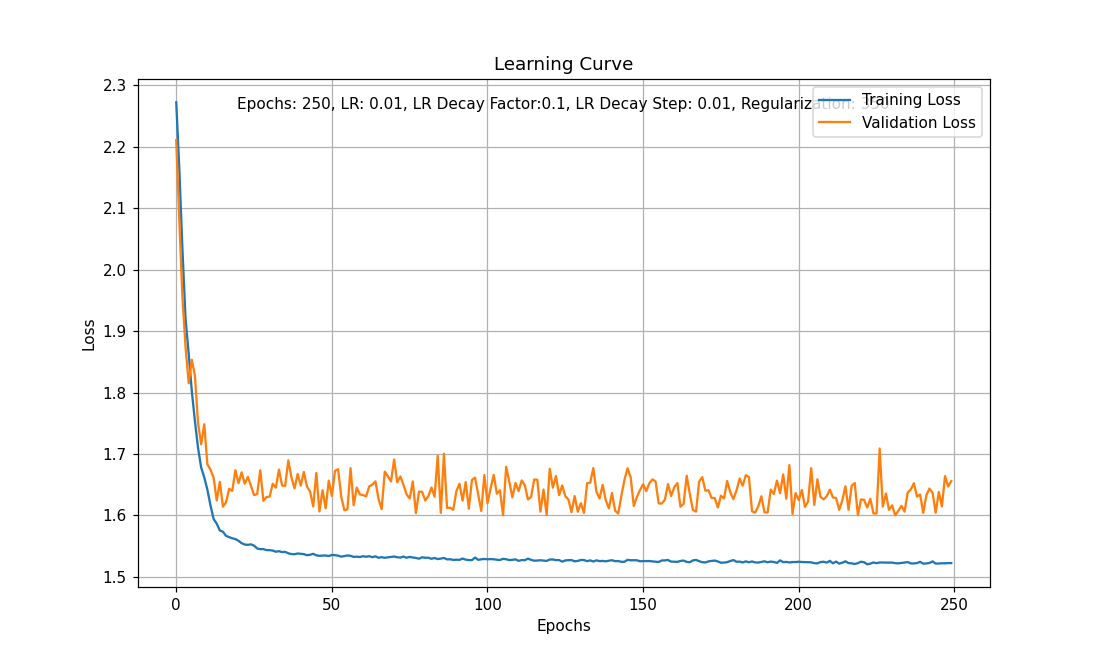 Learning Curve
Epochs: 250, LR: 0.01, LR Decay Factor:0.1, LR Decay Step: 0.01, Regularization:
Training Loss
Validation Loss
2.3
2.2
2.1
2.0
1.9
1.8
1.7
1.6
1.5
Loss
0 50 100 150 200 250
Epochs